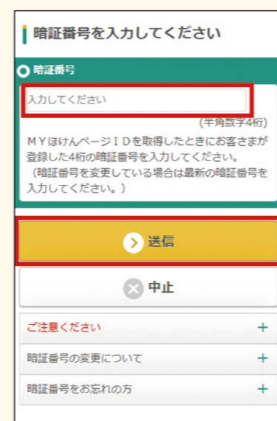 暗証番号を入力してください
暗証番号
入力してください
(半角数字4桁)
MYほけんページIDを取得したときにお客さまが
登録した4桁の暗証番号を入力してください。
（暗証番号を変更している場合は最新の暗証番号を
入力してください。）
送信
中止
ご注意ください
暗証番号の変更について
暗証番号をお忘れの方